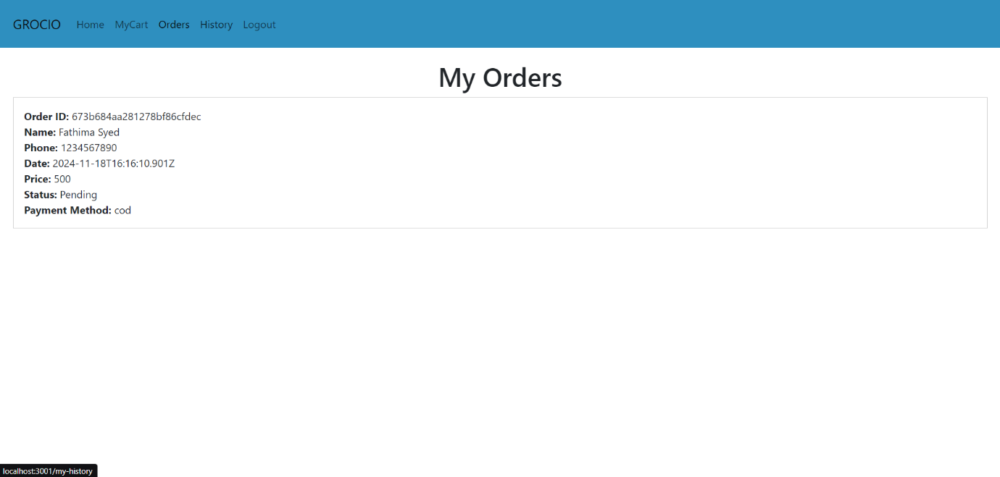 GROCIO Home MyCart Orders History Logout
My Orders
Order ID: 673b684aa281278bf86cfdec
Name: Fathima Syed
Phone: 1234567890
Date: 2024-11-18T16:16:10.901Z
Price: 500
Status: Pending
Payment Method: cod
localhost:3001/my-history